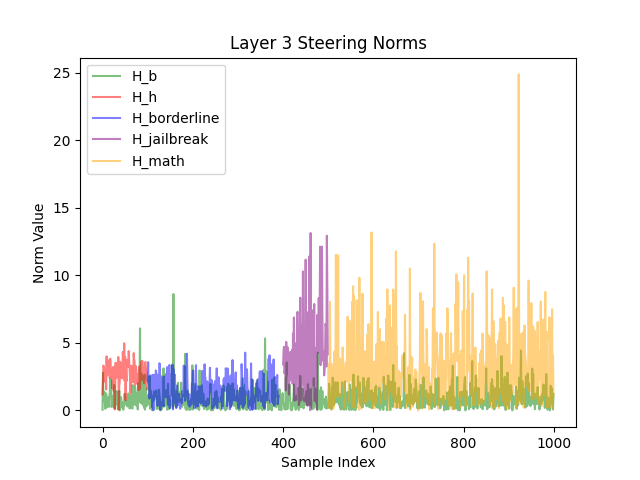 Layer 3 Steering Norms
H_b
H_h
H_borderline
H_jailbreak
H_math
Norm Value
25
20
15
10
5
0
0 200 400 600 800 1000
Sample Index